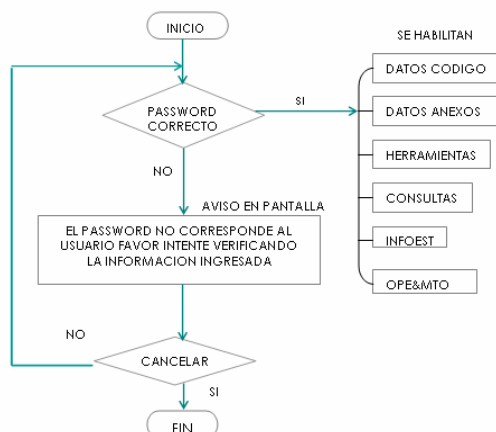 INICIO
SE HABILITAN
DATOS CODIGO
PASSWORD
CORRECTO
SI
DATOS ANEXOS
HERRAMIENTAS
NO
CONSULTAS
AVISO EN PANTALLA
EL PASSWORD NO CORRESPONDE AL
USUARIO FAVOR INTENTE VERIFICANDO
LA INFORMACION INGRESADA
INFOEST
OPE&MTO
NO
CANCELAR
SI
FIN